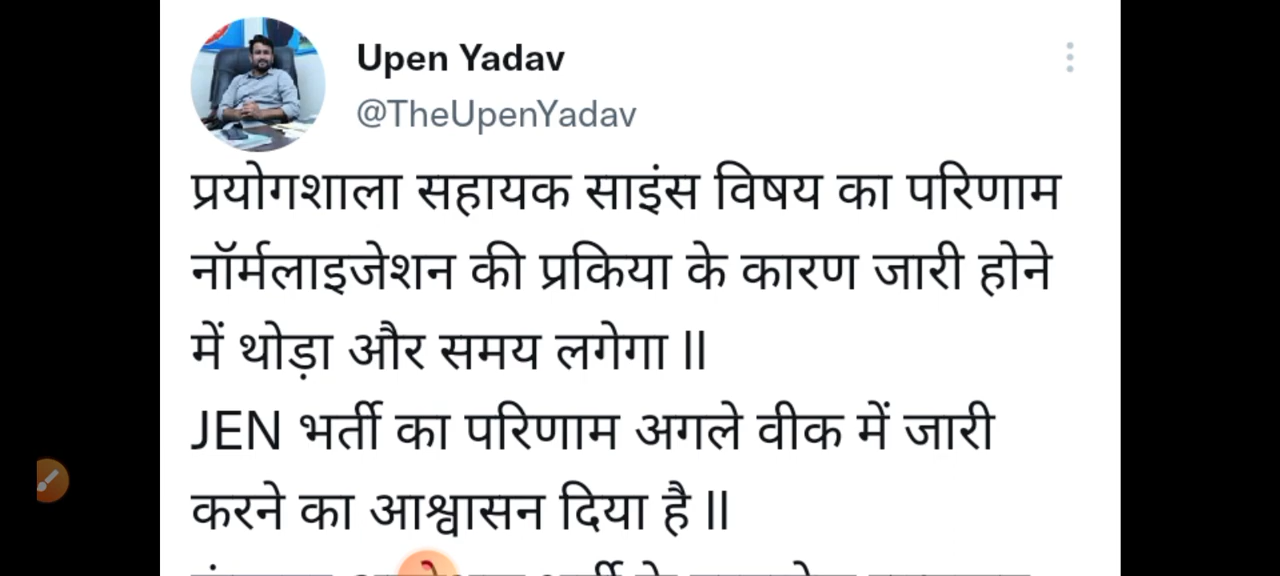 Upen Yadav
@TheUpenYadav
प्रयोगशाला सहायक साइंस विषय का परिणाम
नॉर्मलाइजेशन की प्रकिया के कारण जारी होने
में थोड़ा और समय लगेगा ll
JEN भर्ती का परिणाम अगले वीक में जारी
करने का आश्वासन दिया है ll